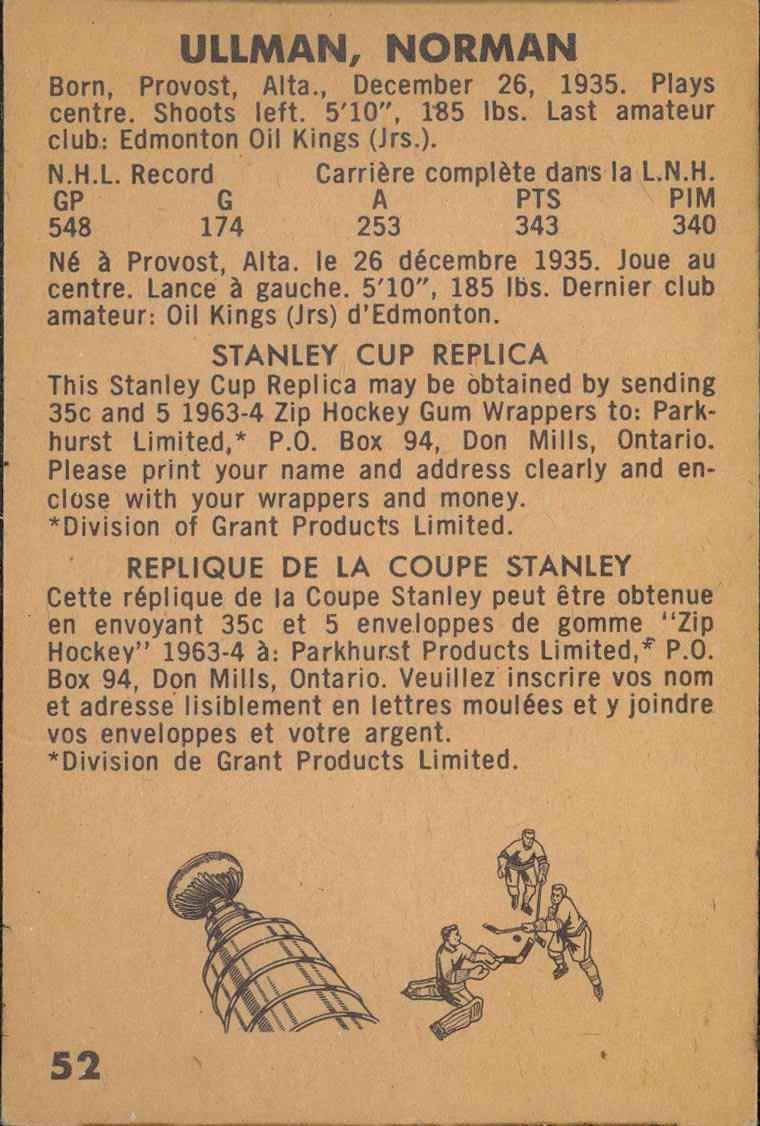 ULLMAN, NORMAN
Born, Provost, Alta., December 26, 1935. Plays
centre. Shoots left. 5'10", 185 lbs. Last amateur
club: Edmonton Oil Kings (Jrs.).
N.H.L. Record Carrière complète dans la L.N.H.
GP G A PTS PIM
548 174 253 343 340
Né à Provost, Alta. le 26 décembre 1935. Joue au
centre. Lance à gauche. 5'10", 185 lbs. Dernier club
amateur: Oil Kings (Jrs) d'Edmonton.
STANLEY CUP REPLICA
This Stanley Cup Replica may be obtained by sending
35c and 5 1963-4 Zip Hockey Gum Wrappers to: Park-
hurst Limited,* P.O. Box 94, Don Mills, Ontario.
Please print your name and address clearly and en-
close with your wrappers and money.
*Division of Grant Products Limited.
REPLIQUE DE LA COUPE STANLEY
Cette réplique de la Coupe Stanley peut être obtenue
en envoyant 35c et 5 enveloppes de gomme "Zip
Hockey" 1963-4 à: Parkhurst Products Limited,* P.O.
Box 94, Don Mills, Ontario. Veuillez inscrire vos nom
et adresse lisiblement en lettres moulées et y joindre
vos enveloppes et votre argent.
*Division de Grant Products Limited.
52